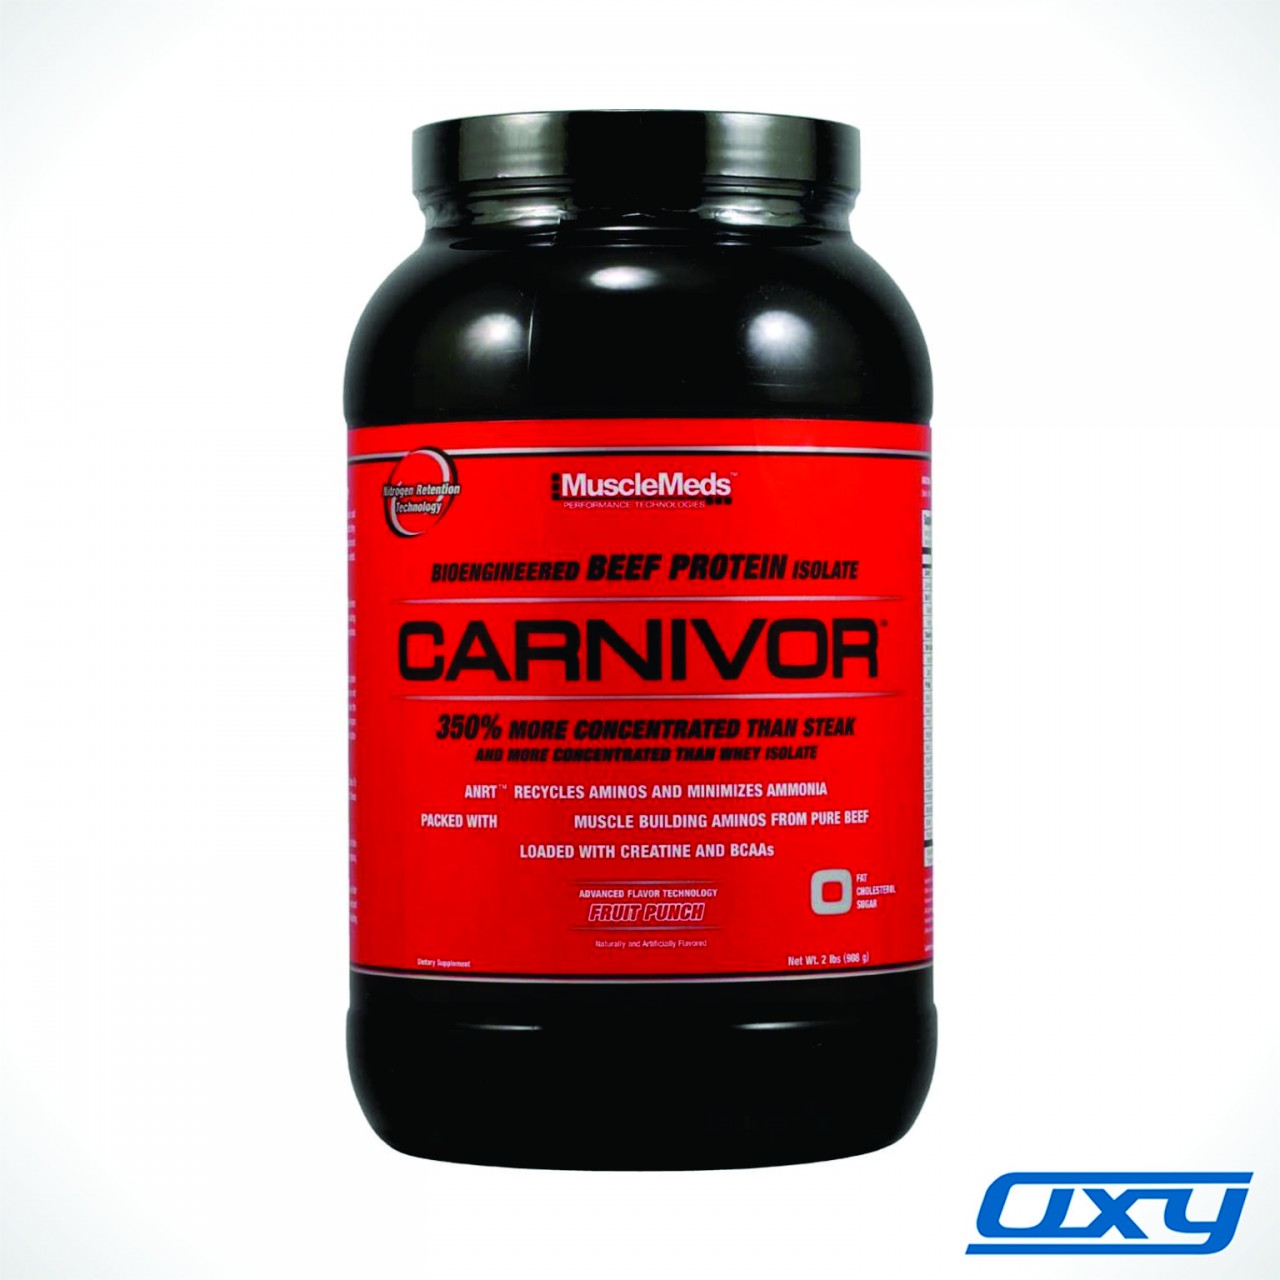 Nitrogen Retention
Technology
MuscleMeds™
PERFORMANCE TECHNOLOGIES
BIOENGINEERED BEEF PROTEIN ISOLATE
CARNIVOR®
350% MORE CONCENTRATED THAN STEAK
AND MORE CONCENTRATED THAN WHEY ISOLATE
ANRT™ RECYCLES AMINOS AND MINIMIZES AMMONIA
PACKED WITH MUSCLE BUILDING AMINOS FROM PURE BEEF
LOADED WITH CREATINE AND BCAAs
0 FAT
CHOLESTEROL
SUGAR
ADVANCED FLAVOR TECHNOLOGY
FRUIT PUNCH
Naturally and Artificially Flavored
Dietary Supplement
Net Wt. 2 lbs (908 g)
oxy